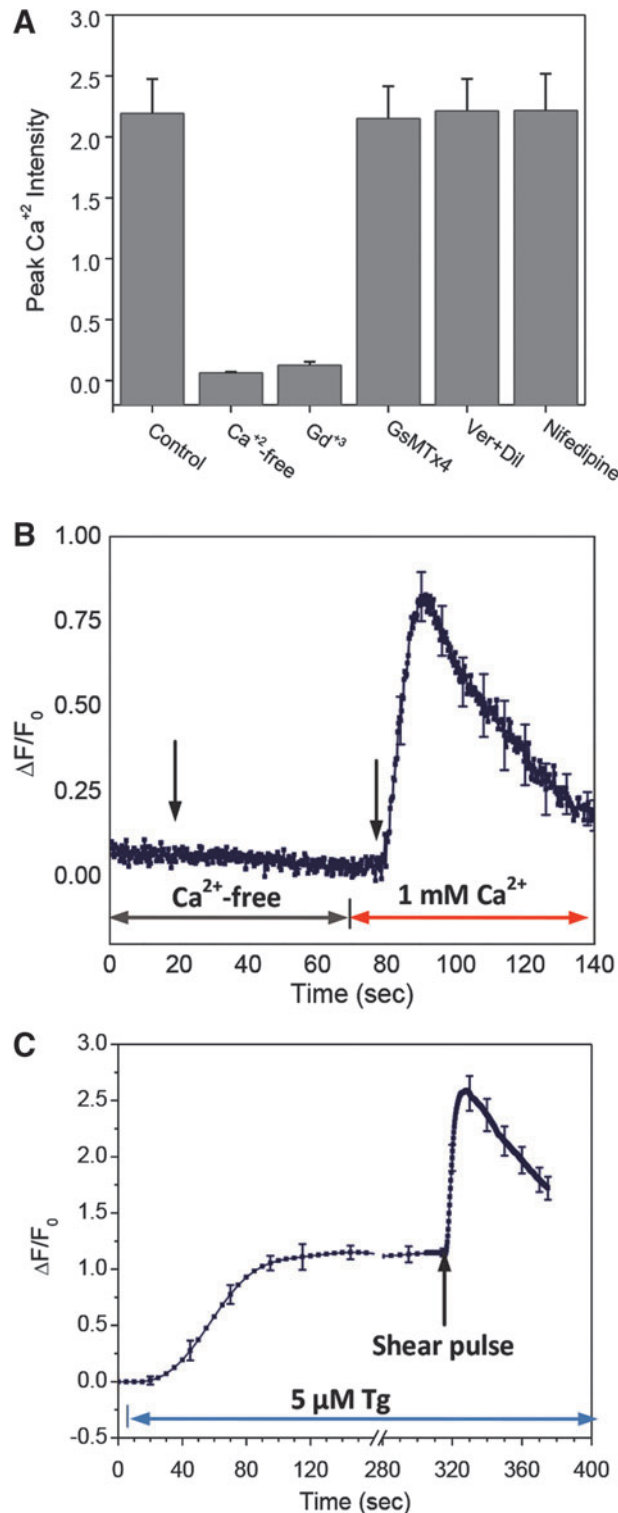 A
3.0
2.5
2.0
1.5
1.0
0.5
0.0
Peak Ca+2 Intensity
Control
Ca+2-free
Gd+3
GsMTx4
Ver+Dil
Nifedipine
B
1.00
0.75
0.50
0.25
0.00
ΔF/F0
Ca2+-free
1 mM Ca2+
0 20 40 60 80 100 120 140
Time (sec)
C
3.0
2.5
2.0
1.5
1.0
0.5
0.0
-0.5
ΔF/F0
Shear pulse
5 μM Tg
0 40 80 120 280 320 360 400
Time (sec)